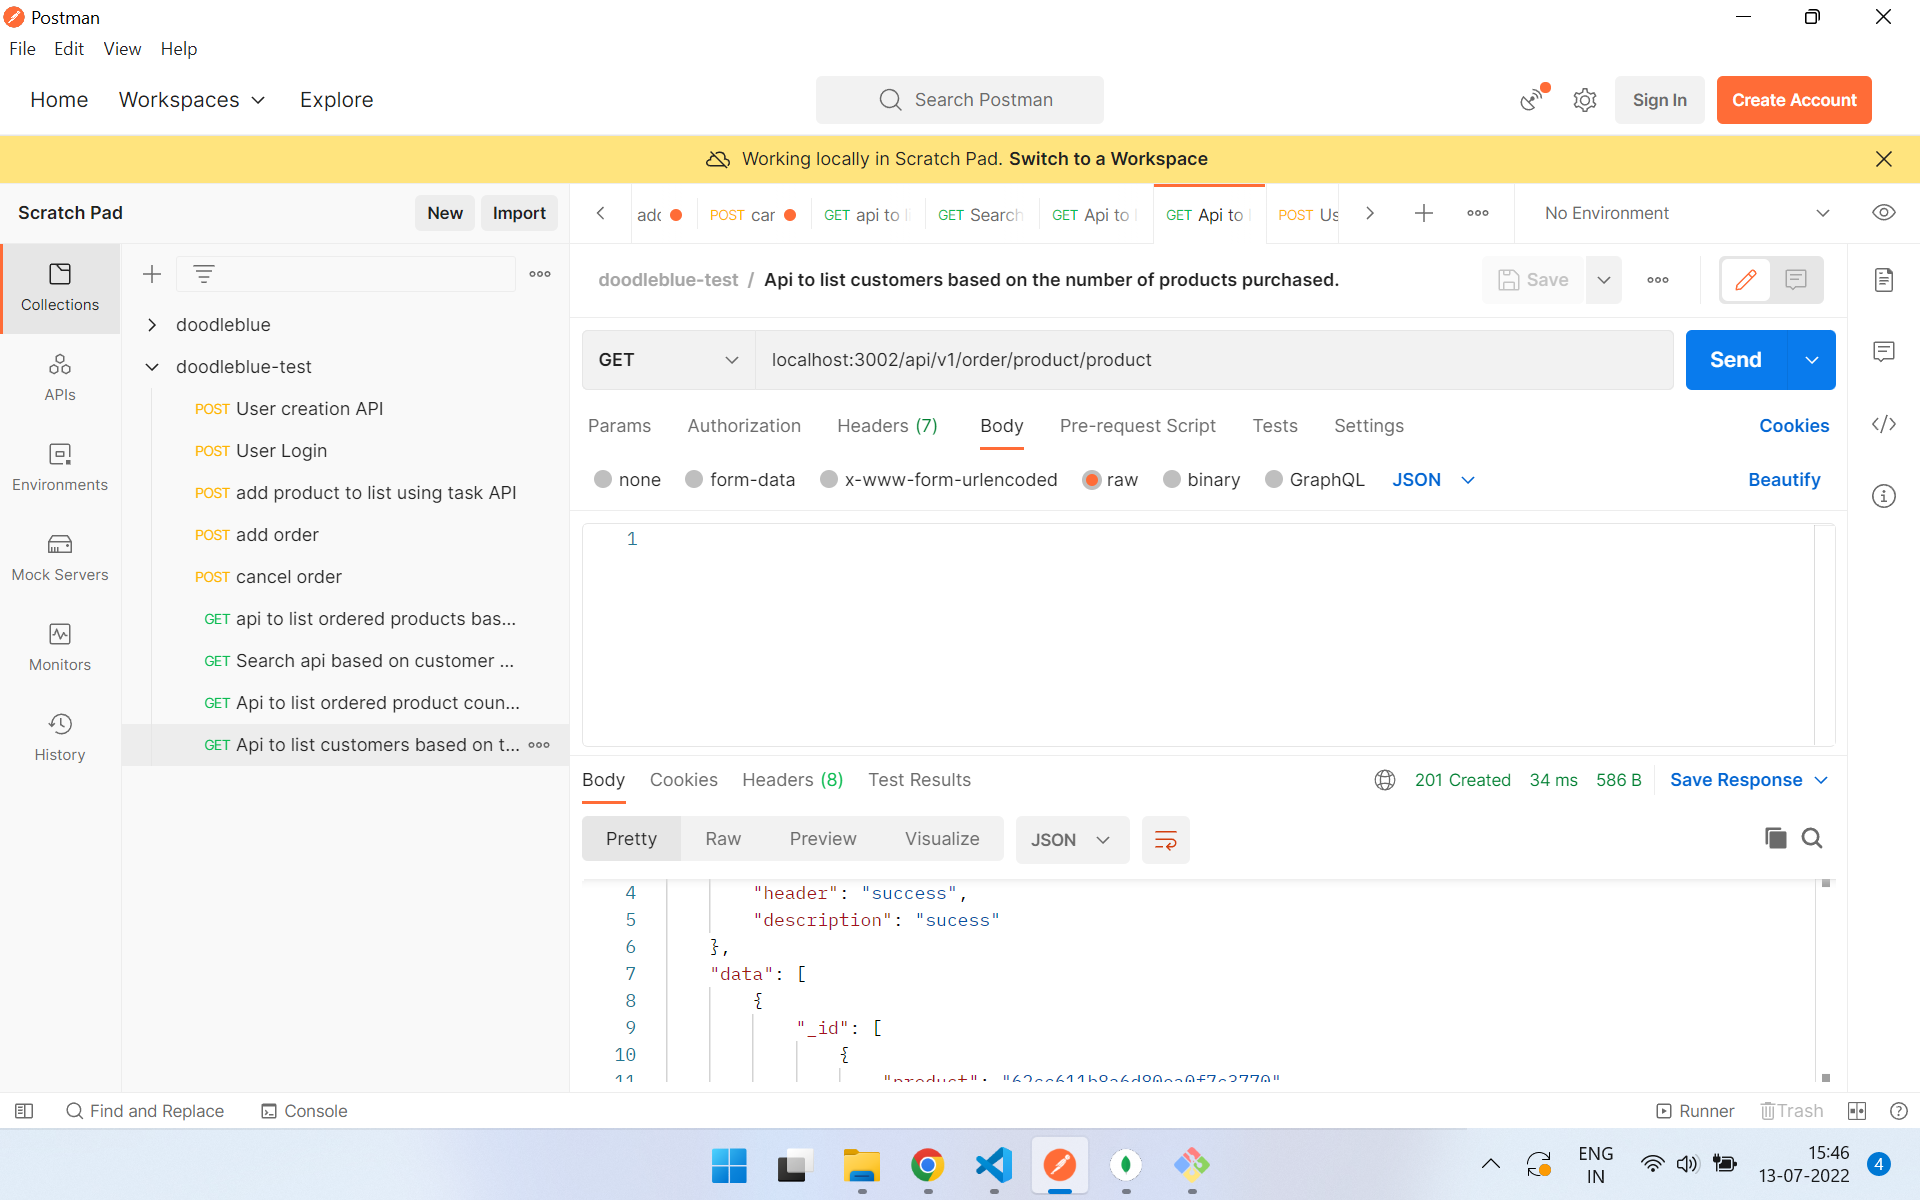 Postman
File Edit View Help
Home Workspaces Explore
Search Postman
Sign In
Create Account
Working locally in Scratch Pad. Switch to a Workspace
Scratch Pad
New Import
POST car
GET api to
GET Search
GET Api to
GET Api to
POST Us
No Environment
Collections
APIs
Environments
Mock Servers
Monitors
History
doodleblue
doodleblue-test
POST User creation API
POST User Login
POST add product to list using task API
POST add order
POST cancel order
GET api to list ordered products bas...
GET Search api based on customer ...
GET Api to list ordered product coun...
GET Api to list customers based on t...
doodleblue-test / Api to list customers based on the number of products purchased.
Save
GET localhost:3002/api/v1/order/product/product
Send
Params Authorization Headers (7) Body Pre-request Script Tests Settings Cookies
none form-data x-www-form-urlencoded raw binary GraphQL JSON Beautify
1
Body Cookies Headers (8) Test Results 201 Created 34 ms 586 B Save Response
Pretty Raw Preview Visualize JSON
4 "header": "success",
5 "description": "sucess"
6 },
7 "data": [
8 {
9 "_id": [
10 {
11 "product": "62cc611b8a6d80ea0f7c3770"
Find and Replace Console Runner Trash
ENG
IN
15:46
13-07-2022
4